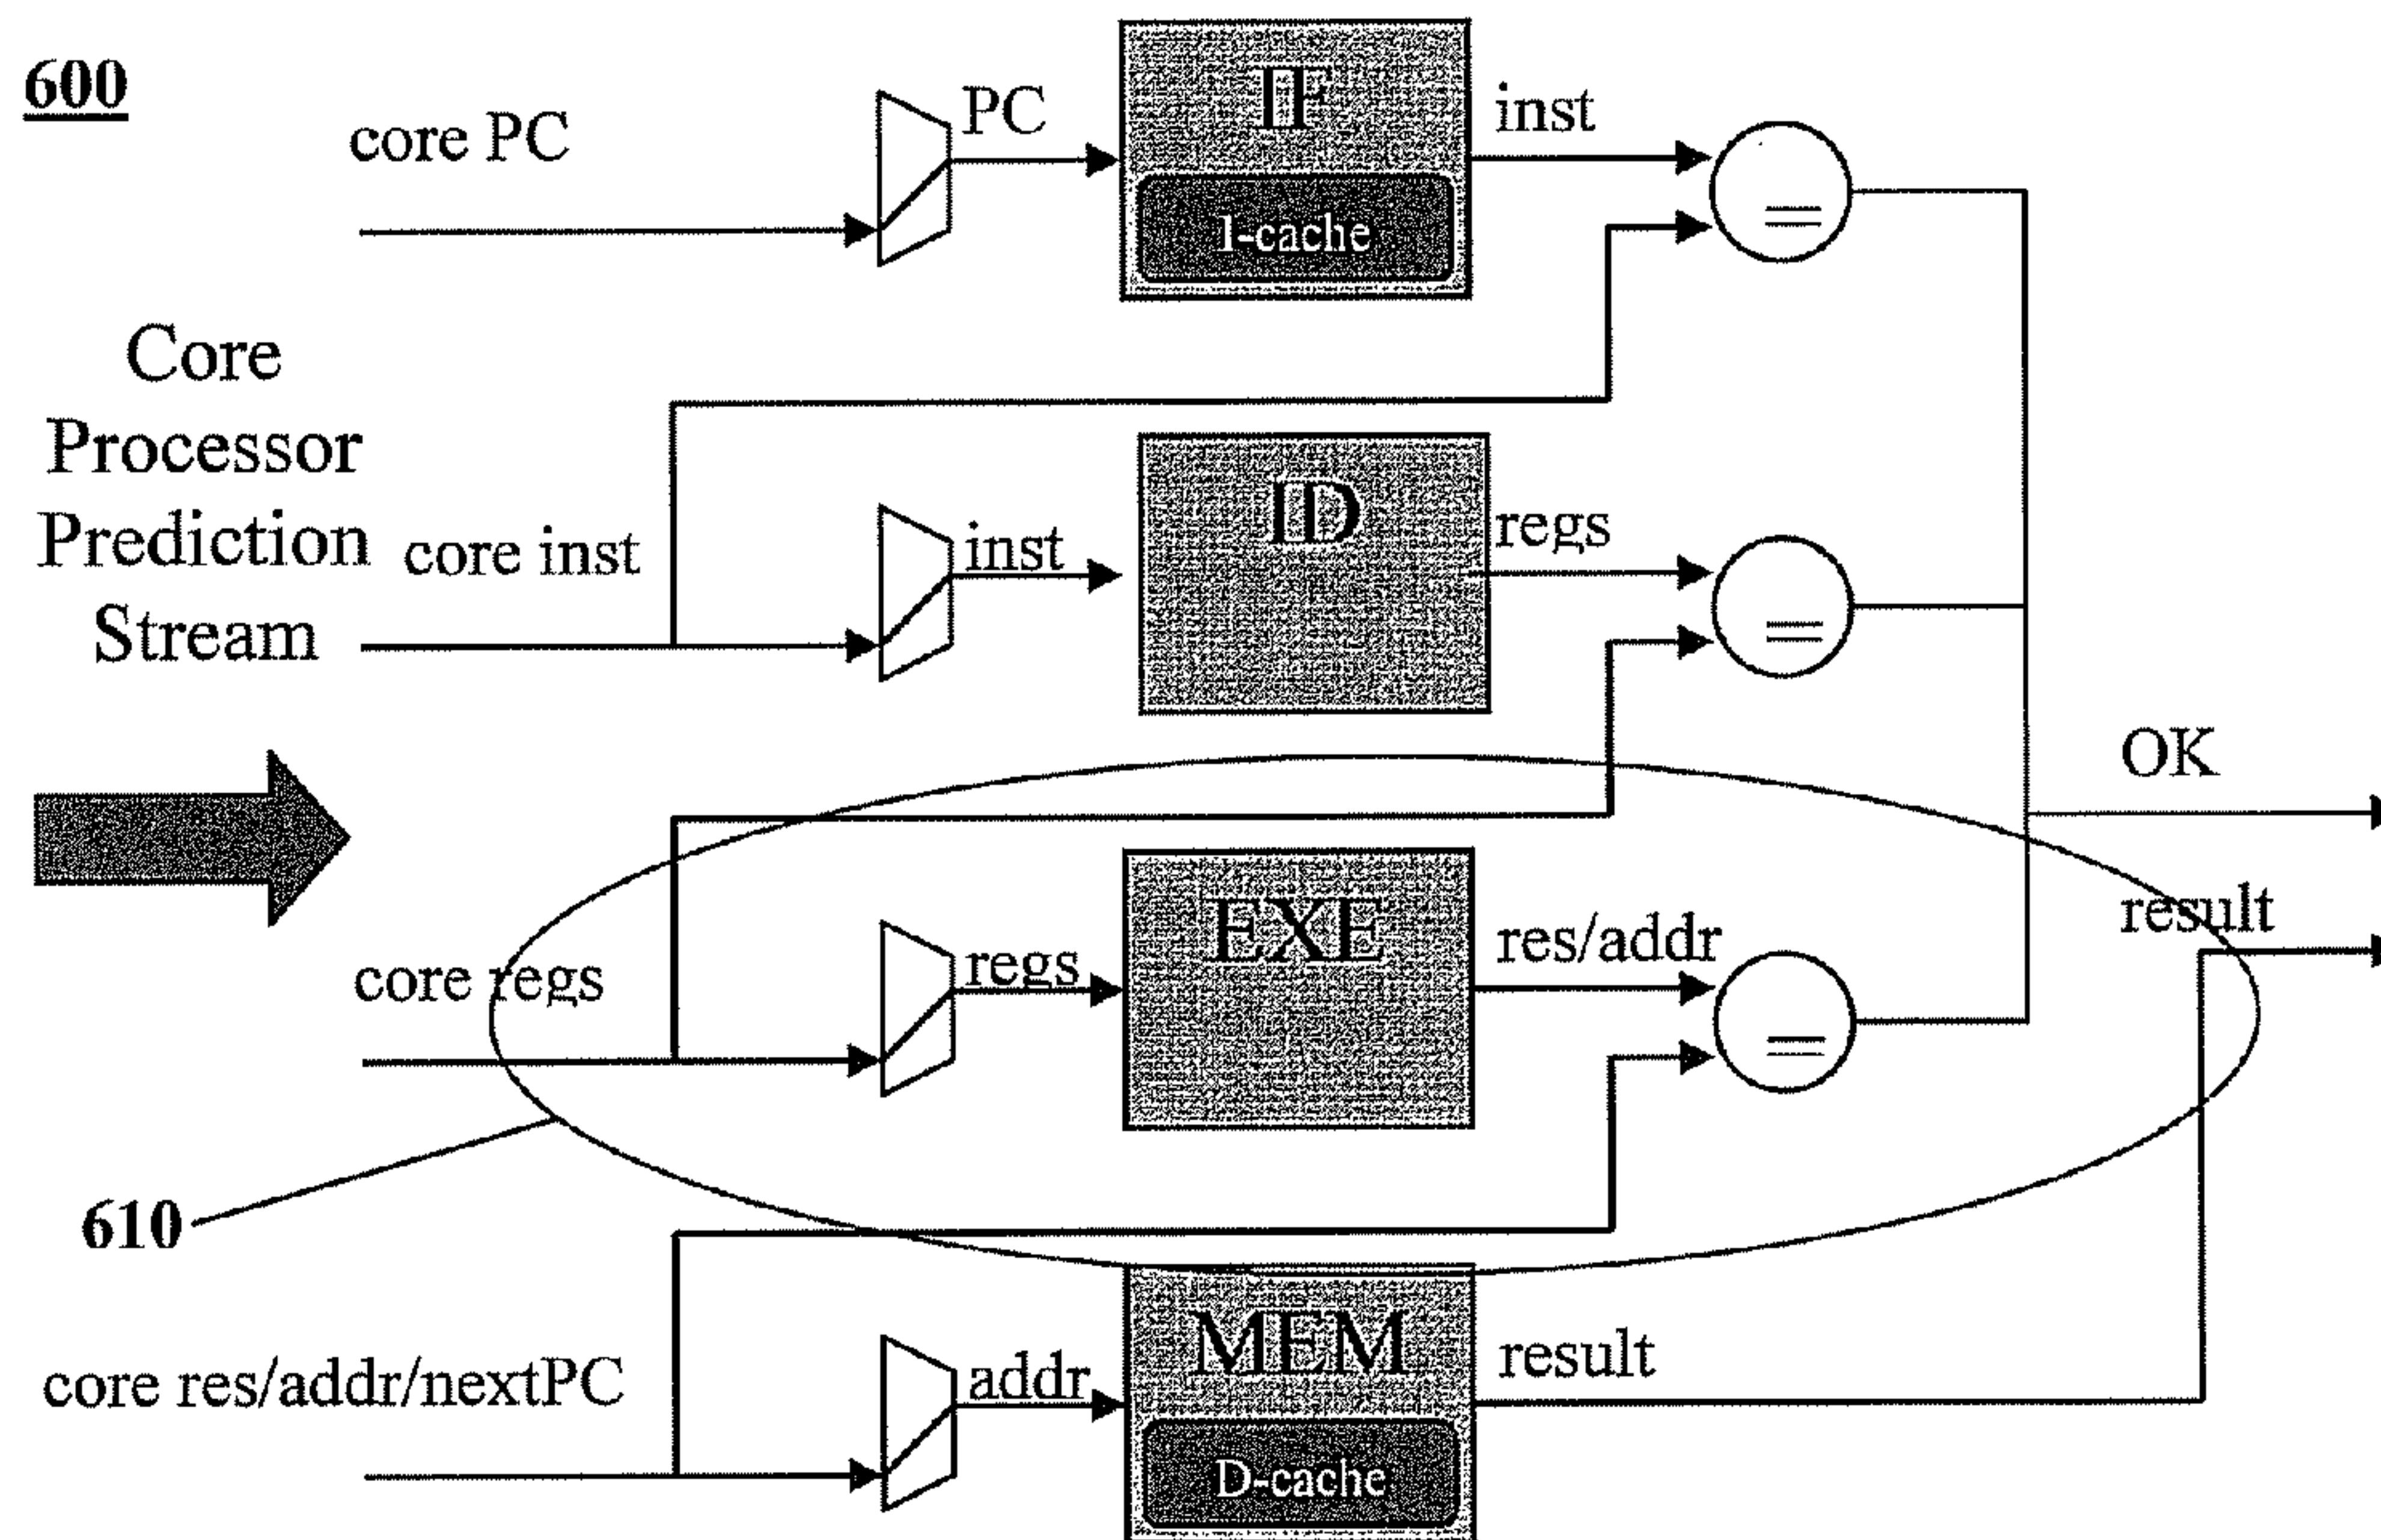 600
core PC
PC
IF
inst
I-cache
=
Core
Processor
Prediction
Stream
core inst
inst
ID
regs
=
OK
core regs
regs
EXE
res/addr
=
result
610
core res/addr/nextPC
addr
MEM
result
D-cache